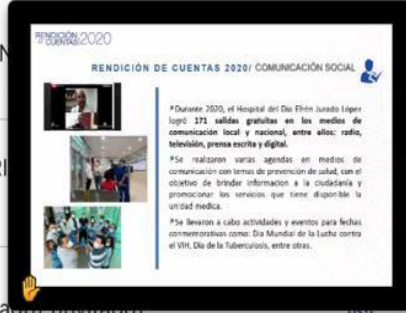 RENDICIÓN DE CUENTAS 2020
RENDICIÓN DE CUENTAS 2020/ COMUNICACIÓN SOCIAL
*Durante 2020, el Hospital del Día Efrén Jurado López
logró 171 salidas gratuitas en los medios de
comunicación local y nacional, entre ellos: radio,
televisión, prensa escrita y digital.
*Se realizaron varias agendas en medios de
comunicación con temas de prevención de salud, con el
objetivo de brindar informacion a la ciudadanía y
promocionar los servicios que tiene disponible la
unidad medica.
*Se llevaron a cabo actividades y eventos para fechas
conmemorativas como: Dia Mundial de la Lucha contra
el VIH, Dia de la Tuberculosis, entre otras.